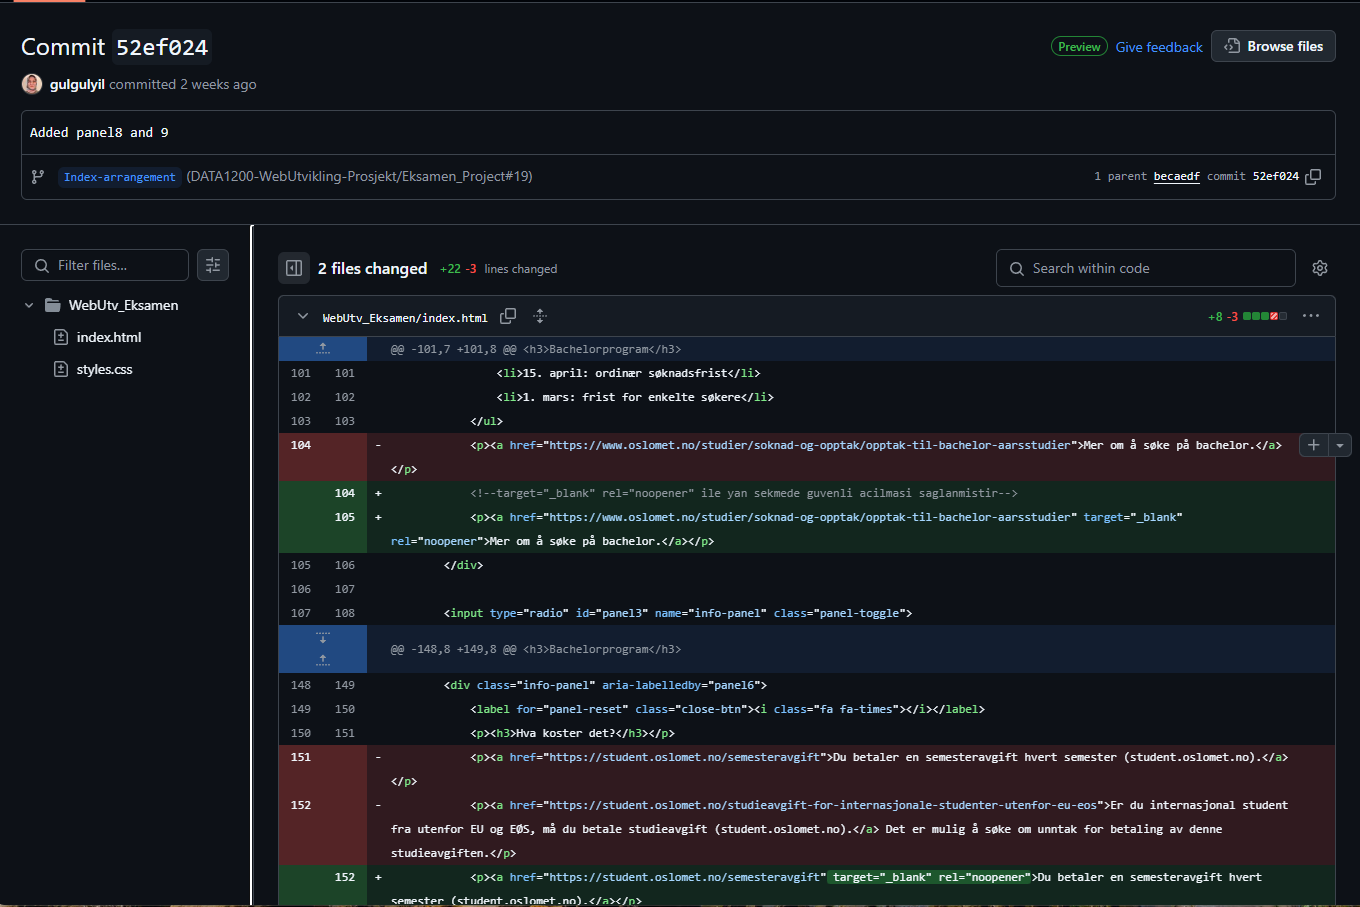 Commit 52ef024
Preview Give feedback Browse files
gulgulyil committed 2 weeks ago
Added panel8 and 9
Index-arrangement (DATA1200-WebUtvikling-Prosjekt/Eksamen_Project#19)
1 parent becaedf commit 52ef024
Filter files...
WebUtv_Eksamen
index.html
styles.css
2 files changed +22 -3 lines changed
Search within code
WebUtv_Eksamen/index.html
+8 -3
@@ -101,7 +101,8 @@ <h3>Bachelorprogram</h3>
101 101 <li>15. april: ordinær søknadsfrist</li>
102 102 <li>1. mars: frist for enkelte søkere</li>
103 103 </ul>
104 - <p><a href="https://www.oslomet.no/studier/soknad-og-opptak/opptak-til-bachelor-aarsstudier">Mer om å søke på bachelor.</a>
</p>
104 + <!--target="_blank" rel="noopener" ile yan sekmede guvenli acilmasi saglanmistir-->
105 + <p><a href="https://www.oslomet.no/studier/soknad-og-opptak/opptak-til-bachelor-aarsstudier" target="_blank"
rel="noopener">Mer om å søke på bachelor.</a></p>
105 106 </div>
106 107
107 108 <input type="radio" id="panel3" name="info-panel" class="panel-toggle">
@@ -148,8 +149,8 @@ <h3>Bachelorprogram</h3>
148 149 <div class="info-panel" aria-labelledby="panel6">
149 150 <label for="panel-reset" class="close-btn"><i class="fa fa-times"></i></label>
150 151 <p><h3>Hva koster det?</h3></p>
151 - <p><a href="https://student.oslomet.no/semesteravgift">Du betaler en semesteravgift hvert semester (student.oslomet.no).</a>
</p>
152 - <p><a href="https://student.oslomet.no/studieavgift-for-internasjonale-studenter-utenfor-eu-eos">Er du internasjonal student
fra utenfor EU og EØS, må du betale studieavgift (student.oslomet.no).</a> Det er mulig å søke om unntak for betaling av denne
studieavgiften.</p>
152 + <p><a href="https://student.oslomet.no/semesteravgift" target="_blank" rel="noopener">Du betaler en semesteravgift hvert
semester (student.oslomet.no).</a></p>